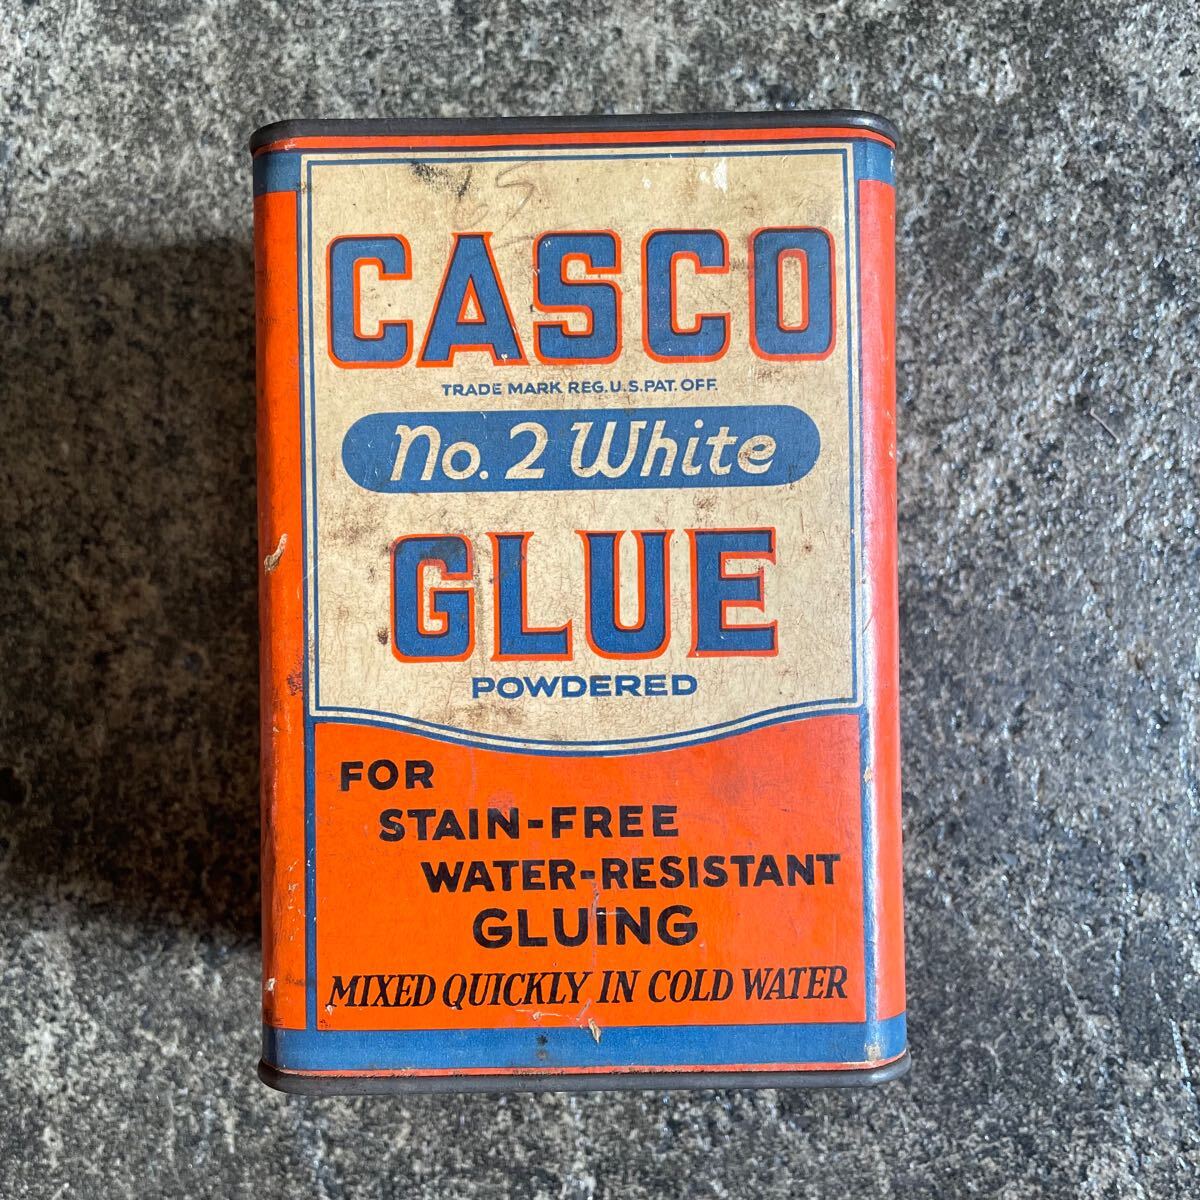 CASCO
TRADE MARK REG. U.S. PAT. OFF.
No. 2 White
GLUE
POWDERED
FOR
STAIN-FREE
WATER-RESISTANT
GLUING
MIXED QUICKLY IN COLD WATER